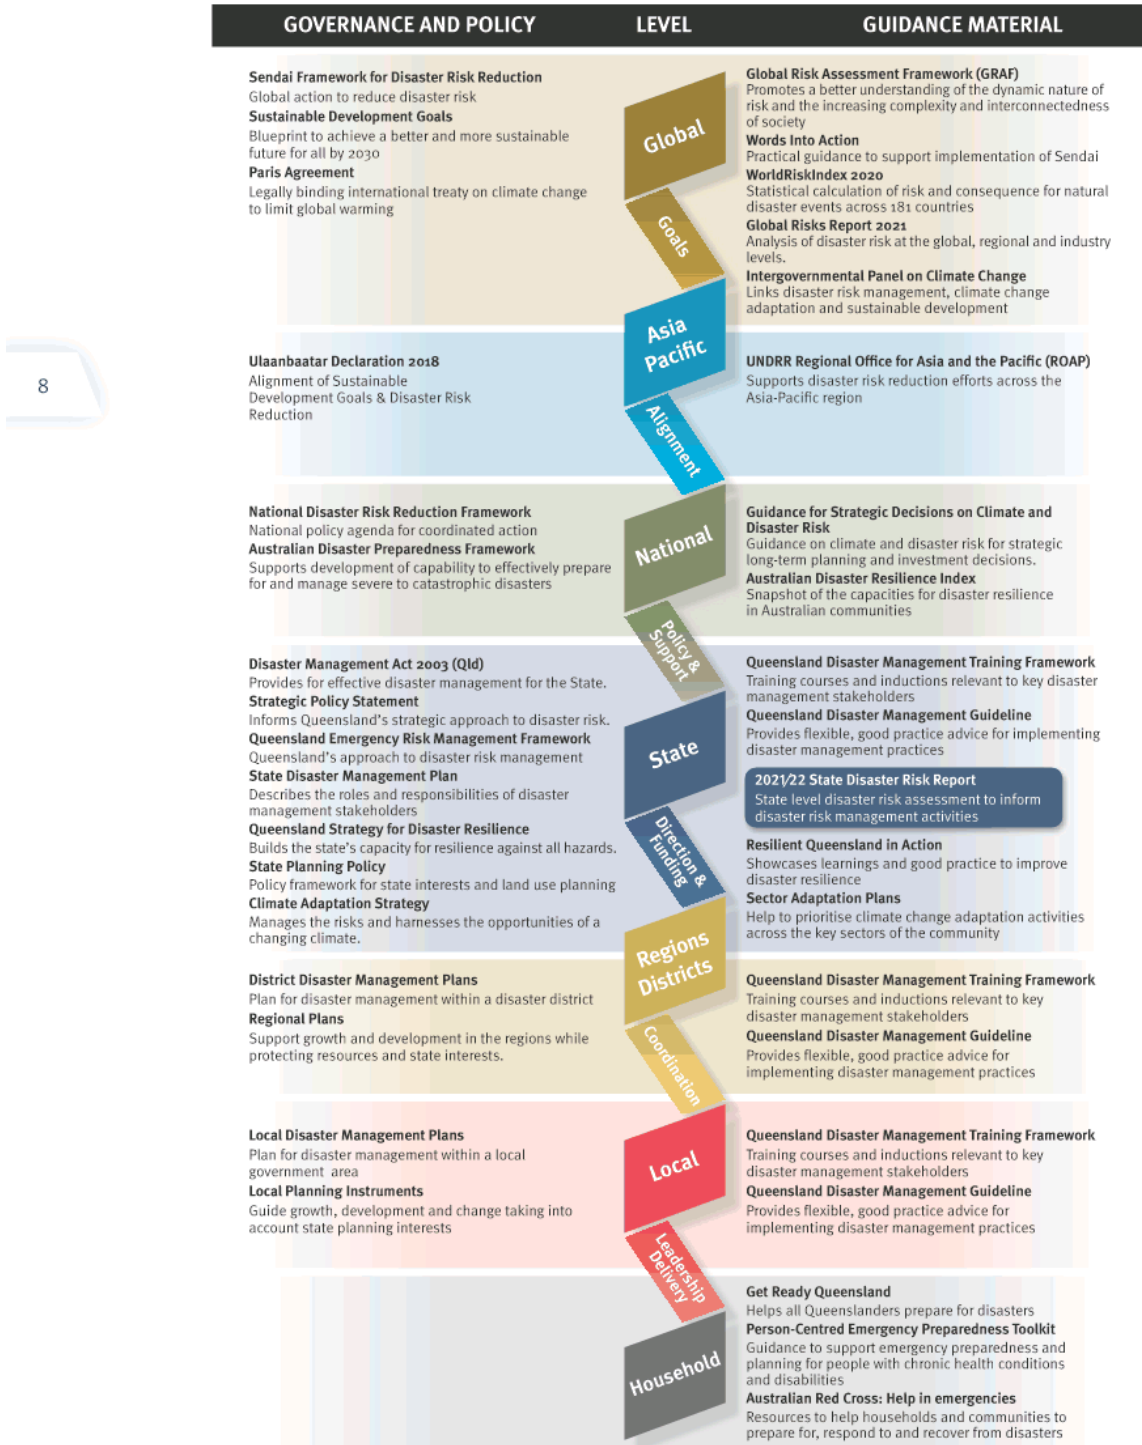 GOVERNANCE AND POLICY
LEVEL
GUIDANCE MATERIAL
Sendai Framework for Disaster Risk Reduction
Global action to reduce disaster risk
Sustainable Development Goals
Blueprint to achieve a better and more sustainable
future for all by 2030
Paris Agreement
Legally binding international treaty on climate change
to limit global warming
Global
Goals
Global Risk Assessment Framework (GRAF)
Promotes a better understanding of the dynamic nature of
risk and the increasing complexity and interconnectedness
of society
Words Into Action
Practical guidance to support implementation of Sendai
WorldRiskIndex 2020
Statistical calculation of risk and consequence for natural
disaster events across 181 countries
Global Risks Report 2021
Analysis of disaster risk at the global, regional and industry
levels.
Intergovernmental Panel on Climate Change
Links disaster risk management, climate change
adaptation and sustainable development
8
Ulaanbaatar Declaration 2018
Alignment of Sustainable
Development Goals & Disaster Risk
Reduction
Asia
Pacific
Alignment
UNDRR Regional Office for Asia and the Pacific (ROAP)
Supports disaster risk reduction efforts across the
Asia-Pacific region
National Disaster Risk Reduction Framework
National policy agenda for coordinated action
Australian Disaster Preparedness Framework
Supports development of capability to effectively prepare
for and manage severe to catastrophic disasters
National
Policy &
Support
Guidance for Strategic Decisions on Climate and
Disaster Risk
Guidance on climate and disaster risk for strategic
long-term planning and investment decisions.
Australian Disaster Resilience Index
Snapshot of the capacities for disaster resilience
in Australian communities
Disaster Management Act 2003 (Qld)
Provides for effective disaster management for the State.
Strategic Policy Statement
Informs Queensland's strategic approach to disaster risk.
Queensland Emergency Risk Management Framework
Queensland's approach to disaster risk management
State Disaster Management Plan
Describes the roles and responsibilities of disaster
management stakeholders
Queensland Strategy for Disaster Resilience
Builds the state's capacity for resilience against all hazards.
State Planning Policy
Policy framework for state interests and land use planning
Climate Adaptation Strategy
Manages the risks and harnesses the opportunities of a
changing climate.
State
Direction &
Funding
Queensland Disaster Management Training Framework
Training courses and inductions relevant to key disaster
management stakeholders
Queensland Disaster Management Guideline
Provides flexible, good practice advice for implementing
disaster management practices
2021/22 State Disaster Risk Report
State level disaster risk assessment to inform
disaster risk management activities
Resilient Queensland in Action
Showcases learnings and good practice to improve
disaster resilience
Sector Adaptation Plans
Help to prioritise climate change adaptation activities
across the key sectors of the community
District Disaster Management Plans
Plan for disaster management within a disaster district
Regional Plans
Support growth and development in the regions while
protecting resources and state interests.
Regions
Districts
Coordination
Queensland Disaster Management Training Framework
Training courses and inductions relevant to key
disaster management stakeholders
Queensland Disaster Management Guideline
Provides flexible, good practice advice for
implementing disaster management practices
Local Disaster Management Plans
Plan for disaster management within a local
government area
Local Planning Instruments
Guide growth, development and change taking into
account state planning interests
Local
Leadership
Delivery
Queensland Disaster Management Training Framework
Training courses and inductions relevant to key
disaster management stakeholders
Queensland Disaster Management Guideline
Provides flexible, good practice advice for
implementing disaster management practices
Household
Get Ready Queensland
Helps all Queenslanders prepare for disasters
Person-Centred Emergency Preparedness Toolkit
Guidance to support emergency preparedness and
planning for people with chronic health conditions
and disabilities
Australian Red Cross: Help in emergencies
Resources to help households and communities to
prepare for, respond to and recover from disasters